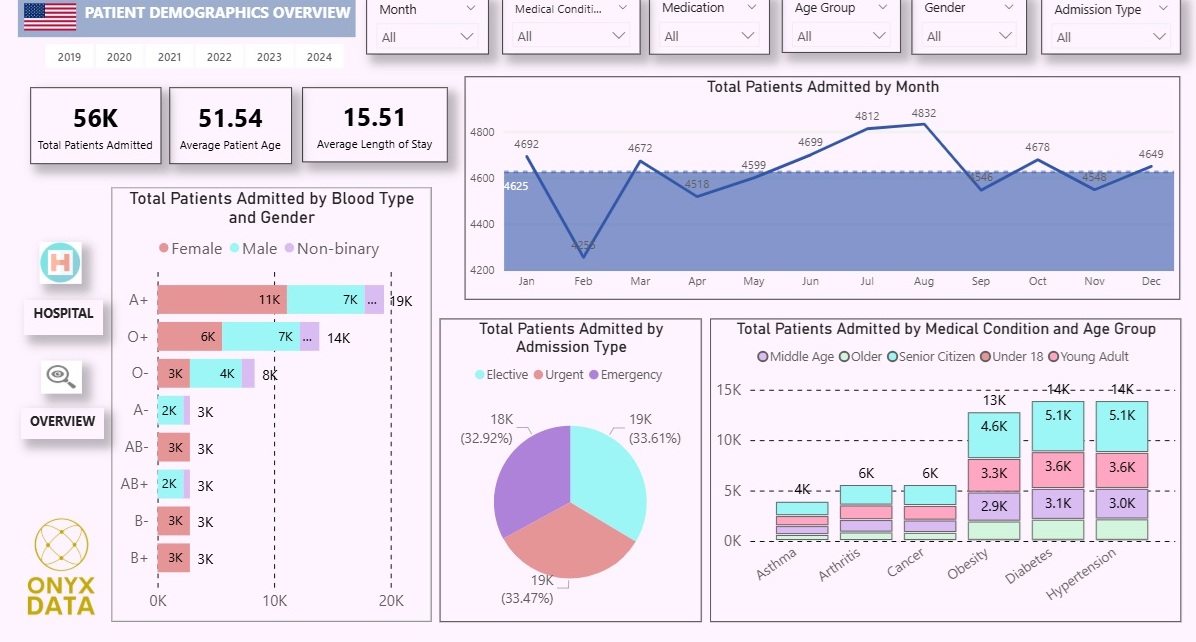 PATIENT DEMOGRAPHICS OVERVIEW
Month
All
Medical Conditi...
All
Medication
All
Age Group
All
Gender
All
Admission Type
All
2019 2020 2021 2022 2023 2024
56K
Total Patients Admitted
51.54
Average Patient Age
15.51
Average Length of Stay
Total Patients Admitted by Month
4800
4600
4400
4200
4625
4692
4256
4672
4518
4599
4699
4812
4832
4546
4678
4548
4649
Jan Feb Mar Apr May Jun Jul Aug Sep Oct Nov Dec
HOSPITAL
OVERVIEW
ONYX
DATA
Total Patients Admitted by Blood Type
and Gender
Female Male Non-binary
A+ 11K 7K ... 19K
O+ 6K 7K ... 14K
O- 3K 4K 8K
A- 2K 3K
AB- 3K 3K
AB+ 2K 3K
B- 3K 3K
B+ 3K 3K
0K 10K 20K
Total Patients Admitted by
Admission Type
Elective Urgent Emergency
18K
(32.92%)
19K
(33.61%)
19K
(33.47%)
Total Patients Admitted by Medical Condition and Age Group
Middle Age Older Senior Citizen Under 18 Young Adult
15K
10K
5K
0K
4K
6K
6K
13K
4.6K
3.3K
2.9K
14K
5.1K
3.6K
3.1K
14K
5.1K
3.6K
3.0K
Asthma Arthritis Cancer Obesity Diabetes Hypertension